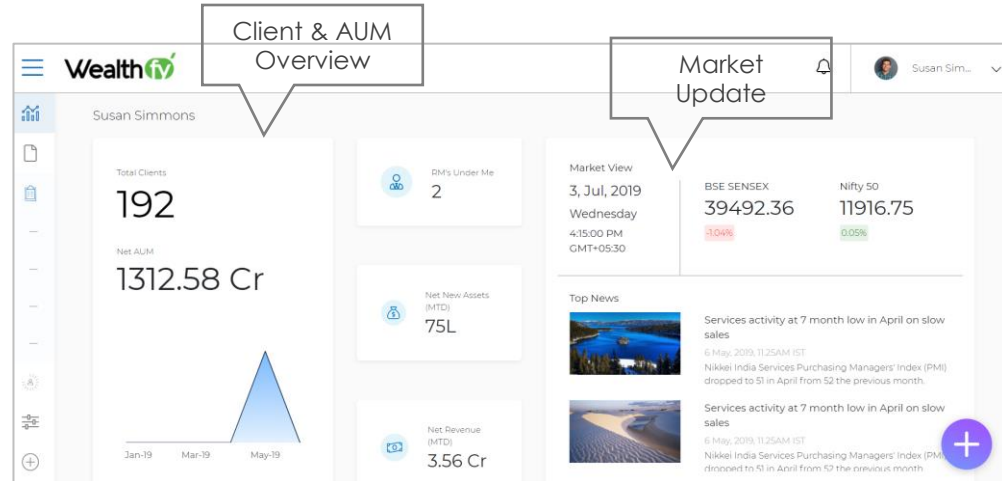 Client & AUM
Overview
Market
Update
Wealthfv
Susan Sim...
Susan Simmons
Total Clients
192
Net AUM
1312.58 Cr
Jan-19 Mar-19 May-19
RM's Under Me
2
Net New Assets
(MTD)
75L
Net Revenue
(MTD)
3.56 Cr
Market View
3, Jul, 2019
Wednesday
4:15:00 PM
GMT+05:30
BSE SENSEX
39492.36
-1.04%
Nifty 50
11916.75
0.05%
Top News
Services activity at 7 month low in April on slow
sales
6 May, 2019, 11.25AM IST
Nikkei India Services Purchasing Managers' Index (PMI)
dropped to 51 in April from 52 the previous month.
Services activity at 7 month low in April on slow
sales
6 May, 2019, 11.25AM IST
Nikkei India Services Purchasing Managers' Index (PMI)
dropped to 51 in April from 52 the previous month.